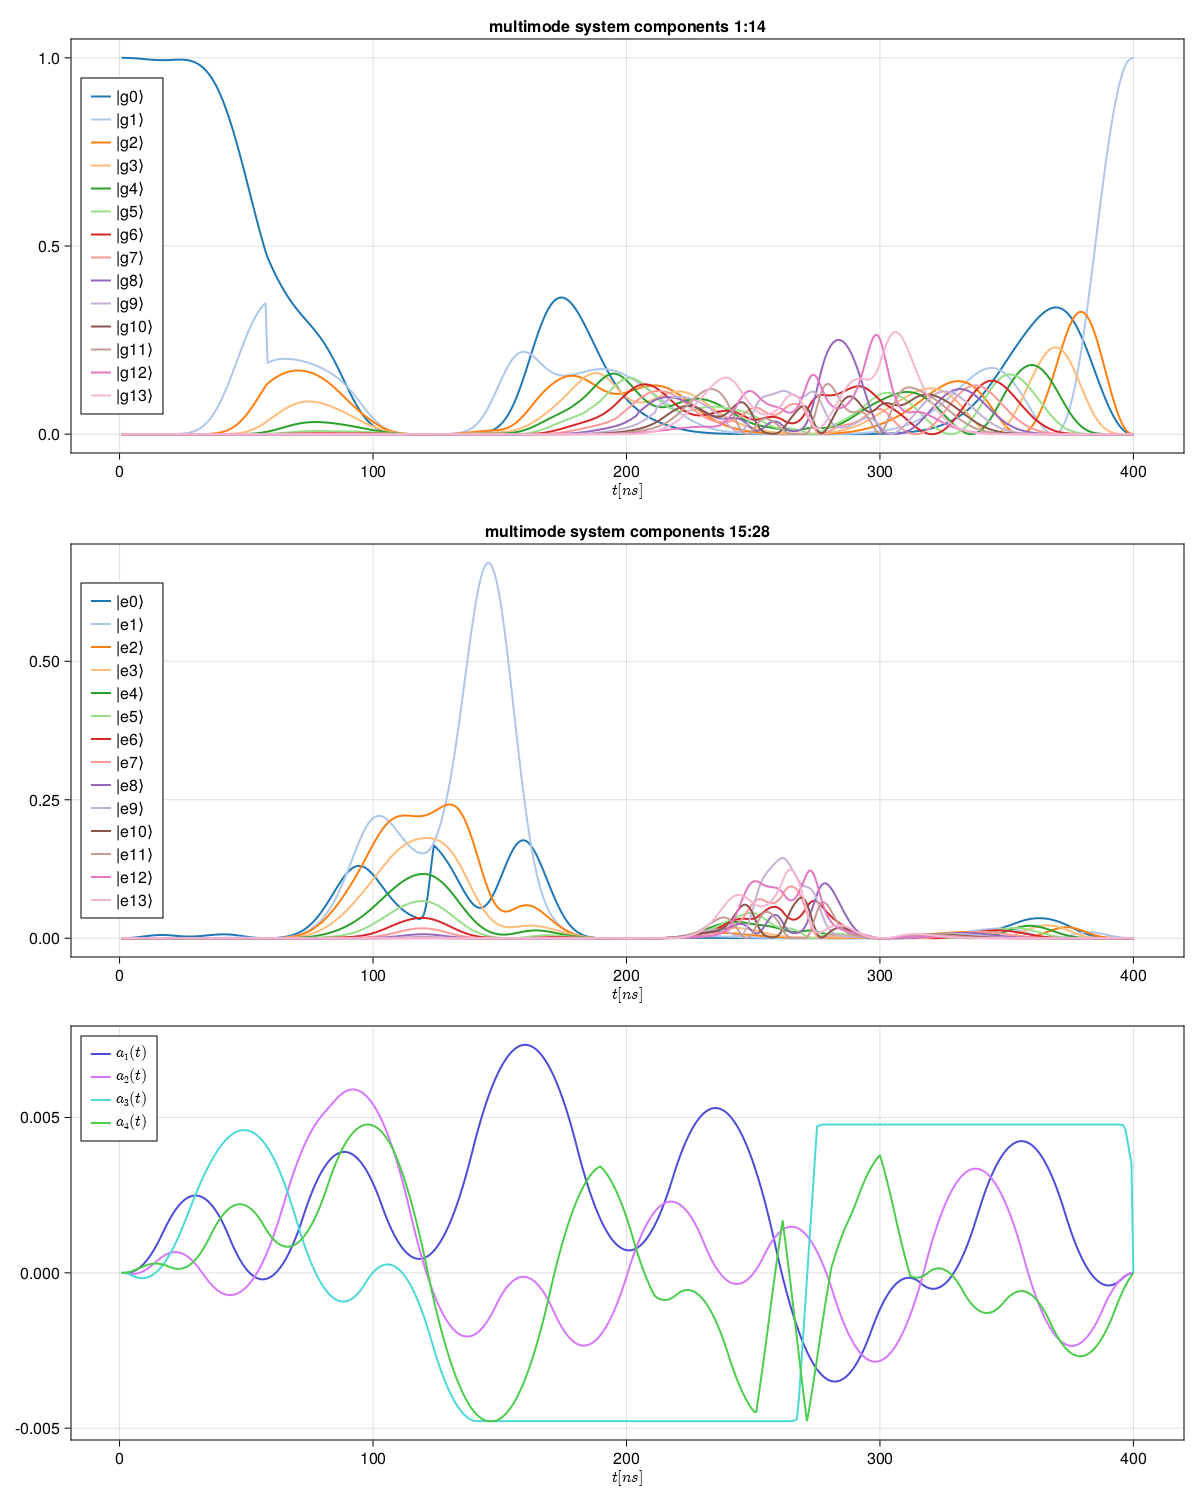 multimode system components 1:14
1.0
0.5
0.0
|g0⟩
|g1⟩
|g2⟩
|g3⟩
|g4⟩
|g5⟩
|g6⟩
|g7⟩
|g8⟩
|g9⟩
|g10⟩
|g11⟩
|g12⟩
|g13⟩
0 100 200 300 400
t[ns]
multimode system components 15:28
0.50
0.25
0.00
|e0⟩
|e1⟩
|e2⟩
|e3⟩
|e4⟩
|e5⟩
|e6⟩
|e7⟩
|e8⟩
|e9⟩
|e10⟩
|e11⟩
|e12⟩
|e13⟩
0 100 200 300 400
t[ns]
0.005
0.000
-0.005
a₁(t)
a₂(t)
a₃(t)
a₄(t)
0 100 200 300 400
t[ns]